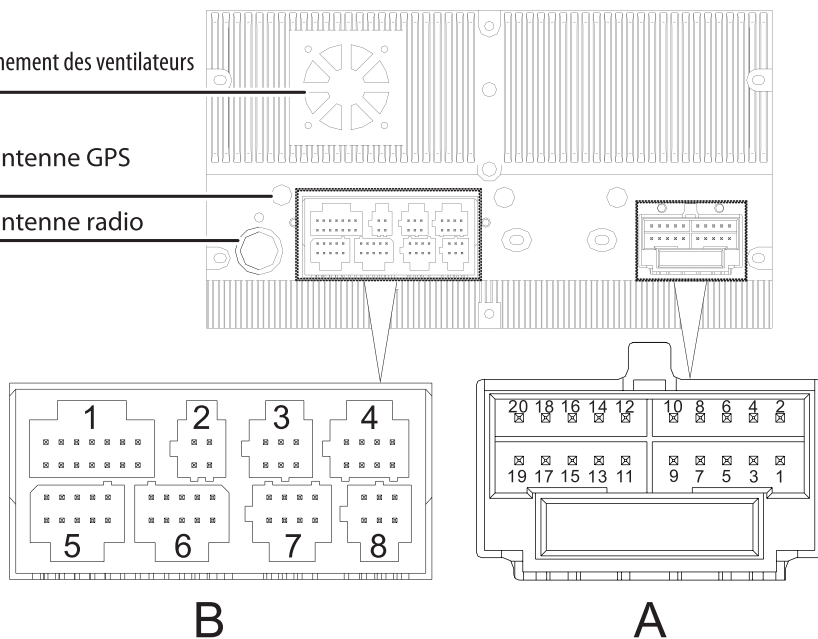 nement des ventilateurs
ntenne GPS
ntenne radio
1 2 3 4
5 6 7 8
20 18 16 14 12 10 8 6 4 2
19 17 15 13 11 9 7 5 3 1
B A